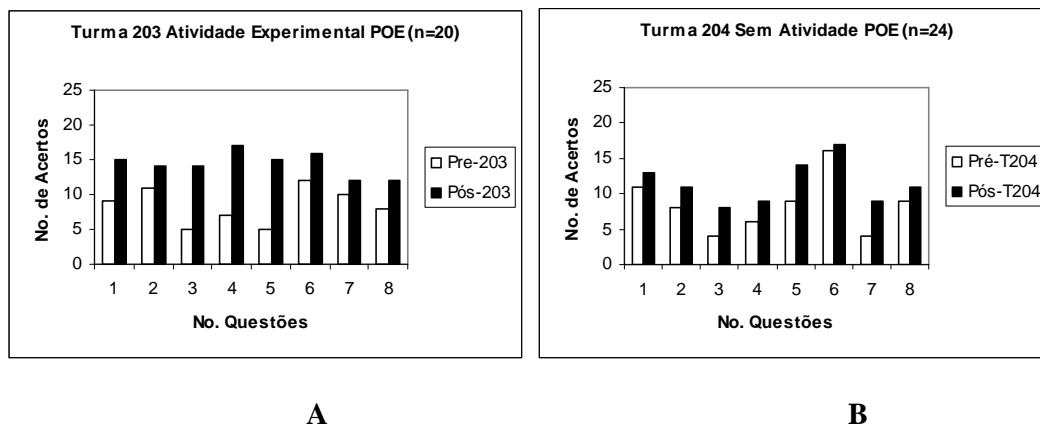 Turma 203 Atividade Experimental POE (n=20)
No. de Acertos
25
20
15
10
5
0
1 2 3 4 5 6 7 8
No. Questões
Pre-203
Pós-203
A
Turma 204 Sem Atividade POE (n=24)
No. de Acertos
25
20
15
10
5
0
1 2 3 4 5 6 7 8
No. Questões
Pré-T204
Pós-T204
B